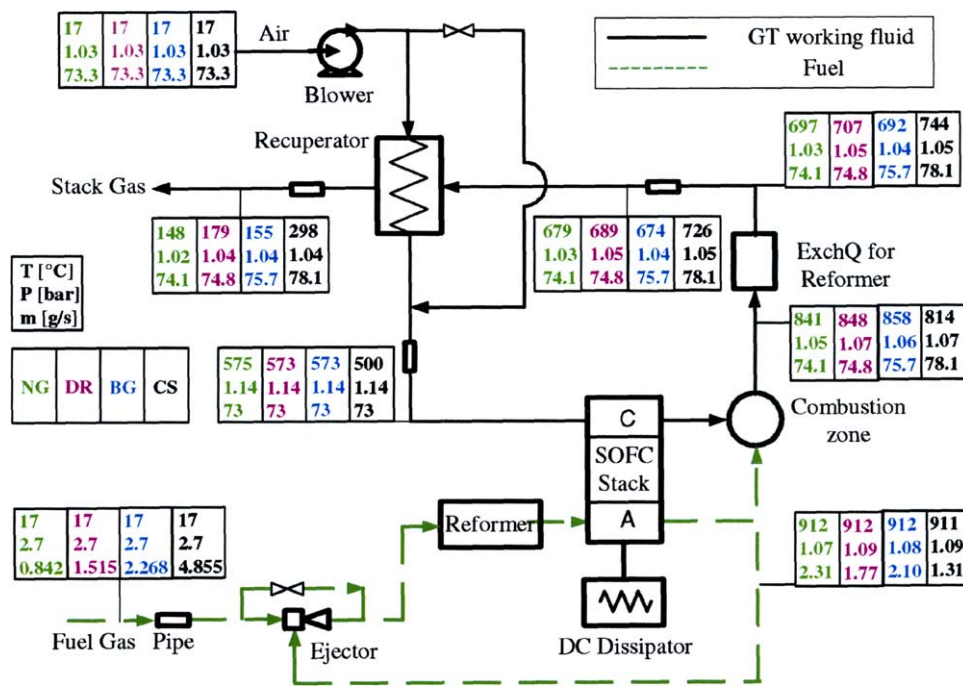 17 17 17 17
1.03 1.03 1.03 1.03
73.3 73.3 73.3 73.3
Air
Blower
GT working fluid
Fuel
Recuperator
697 707 692 744
1.03 1.05 1.04 1.05
74.1 74.8 75.7 78.1
Stack Gas
148 179 155 298
1.02 1.04 1.04 1.04
74.1 74.8 75.7 78.1
679 689 674 726
1.03 1.05 1.04 1.05
74.1 74.8 75.7 78.1
ExchQ for
Reformer
T [°C]
P [bar]
m [g/s]
841 848 858 814
1.05 1.07 1.06 1.07
74.1 74.8 75.7 78.1
NG DR BG CS
575 573 573 500
1.14 1.14 1.14 1.14
73 73 73 73
Combustion
zone
C
SOFC
Stack
A
Reformer
17 17 17 17
2.7 2.7 2.7 2.7
0.842 1.515 2.268 4.855
912 912 912 911
1.07 1.09 1.08 1.09
2.31 1.77 2.10 1.31
Fuel Gas
Pipe
Ejector
DC Dissipator